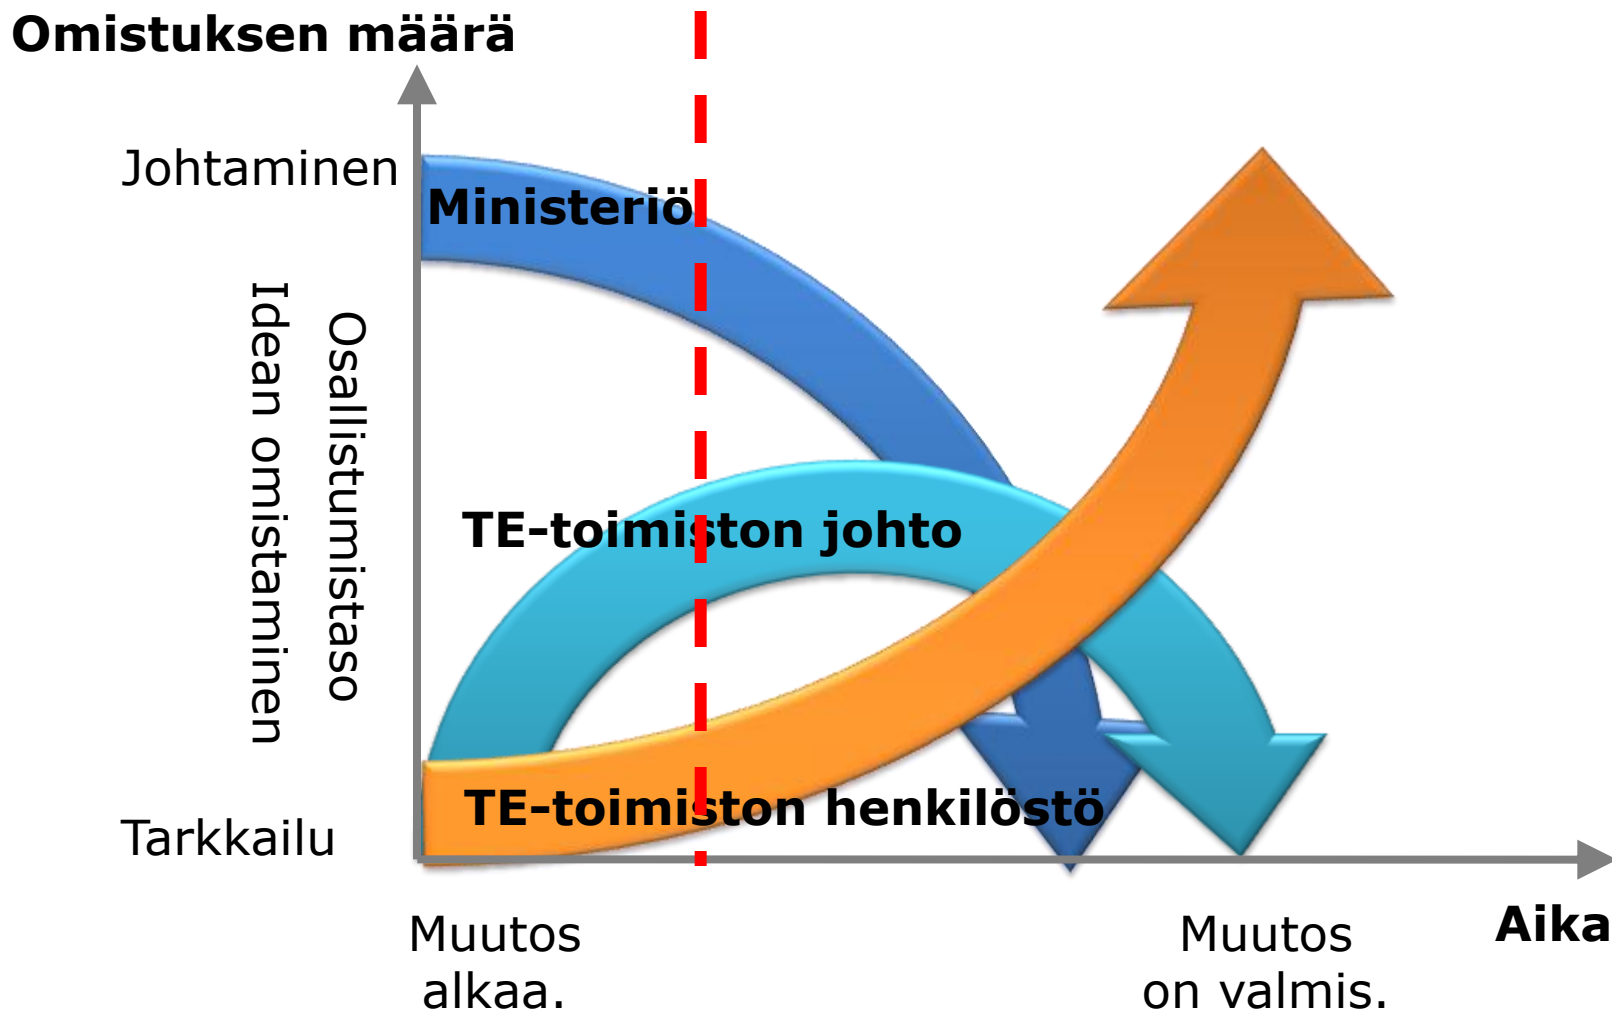 Omistuksen määrä
Johtaminen
Ministeriö
Osallistumistaso
Idean omistaminen
TE-toimiston johto
TE-toimiston henkilöstö
Tarkkailu
Muutos
alkaa.
Muutos
on valmis.
Aika